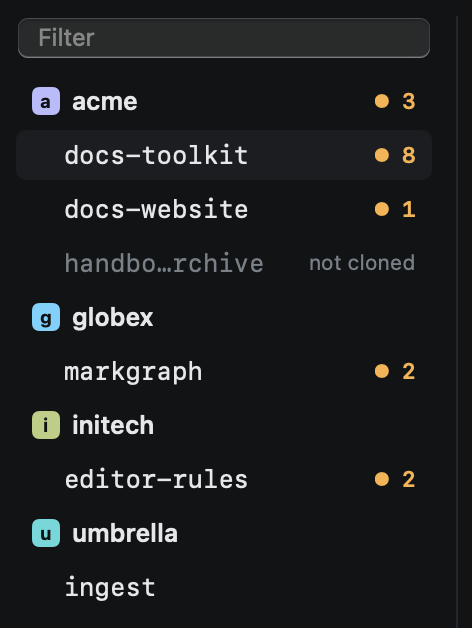 Filter
a acme 3
docs-toolkit 8
docs-website 1
handbo…rchive not cloned
g globex
markgraph 2
i initech
editor-rules 2
u umbrella
ingest